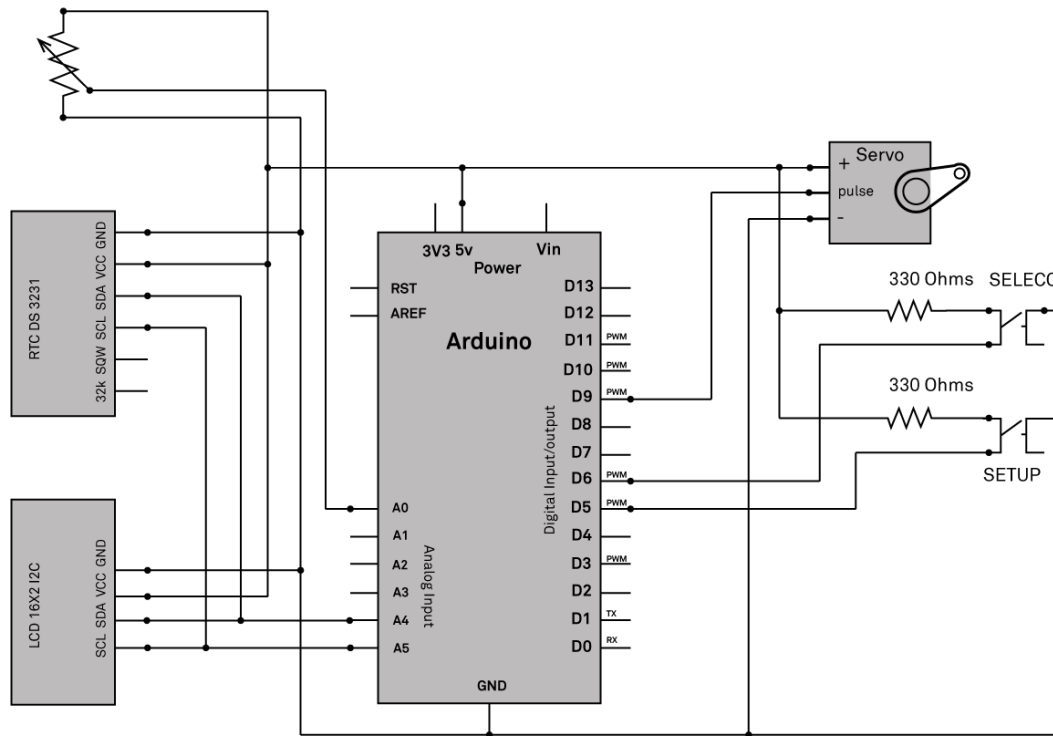 Servo
+
pulse
-
330 Ohms
330 Ohms
SETUP
RTC DS 3231
GND
VCC
SDA
SCL
SQW
32k
LCD 16X2 I2C
GND
VCC
SDA
SCL
3V3
5v
Vin
Power
Arduino
RST
AREF
A0
A1
A2
A3
A4
A5
Analog Input
GND
Digital Input/output
D13
D12
D11 PWM
D10 PWM
D9 PWM
D8
D7
D6 PWM
D5 PWM
D4
D3 PWM
D2
D1 TX
D0 RX